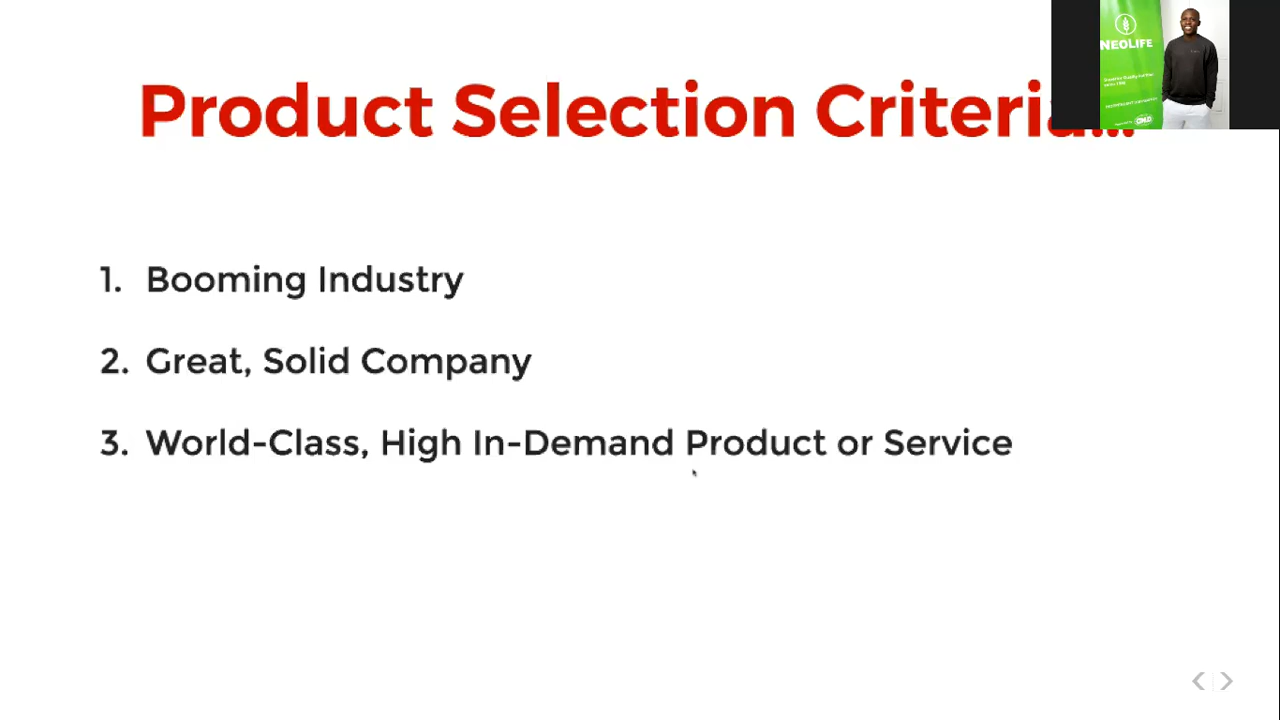 Product Selection Criteria...
1. Booming Industry
2. Great, Solid Company
3. World-Class, High In-Demand Product or Service
NEOLIFE